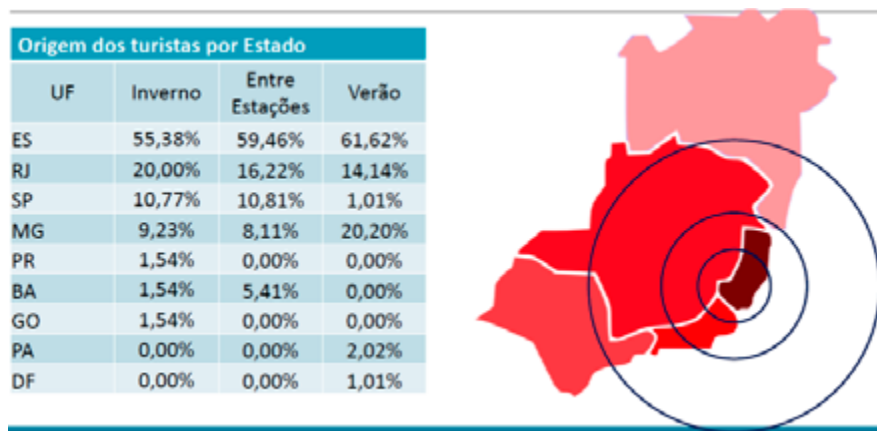 Origem dos turistas por Estado
UF Inverno Entre Estações Verão
ES 55,38% 59,46% 61,62%
RJ 20,00% 16,22% 14,14%
SP 10,77% 10,81% 1,01%
MG 9,23% 8,11% 20,20%
PR 1,54% 0,00% 0,00%
BA 1,54% 5,41% 0,00%
GO 1,54% 0,00% 0,00%
PA 0,00% 0,00% 2,02%
DF 0,00% 0,00% 1,01%